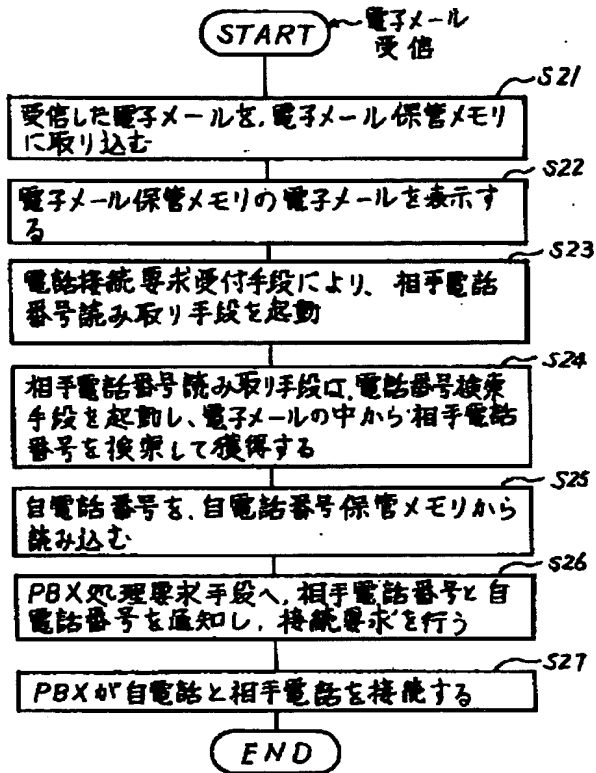 START
電子メール
受信
S21
受信した電子メールを、電子メール保管メモリ
に取り込む
S22
電子メール保管メモリの電子メールを表示す
る
S23
電話接続要求受付手段により、相手電話
番号読み取り手段を起動
S24
相手電話番号読み取り手段は、電話番号検索
手段を起動し、電子メールの中から相手電話
番号を検索して獲得する
S25
自電話番号を、自電話番号保管メモリから
読み込む
S26
PBX処理要求手段へ、相手電話番号と自
電話番号を通知し、接続要求を行う
S27
PBXが自電話と相手電話を接続する
END